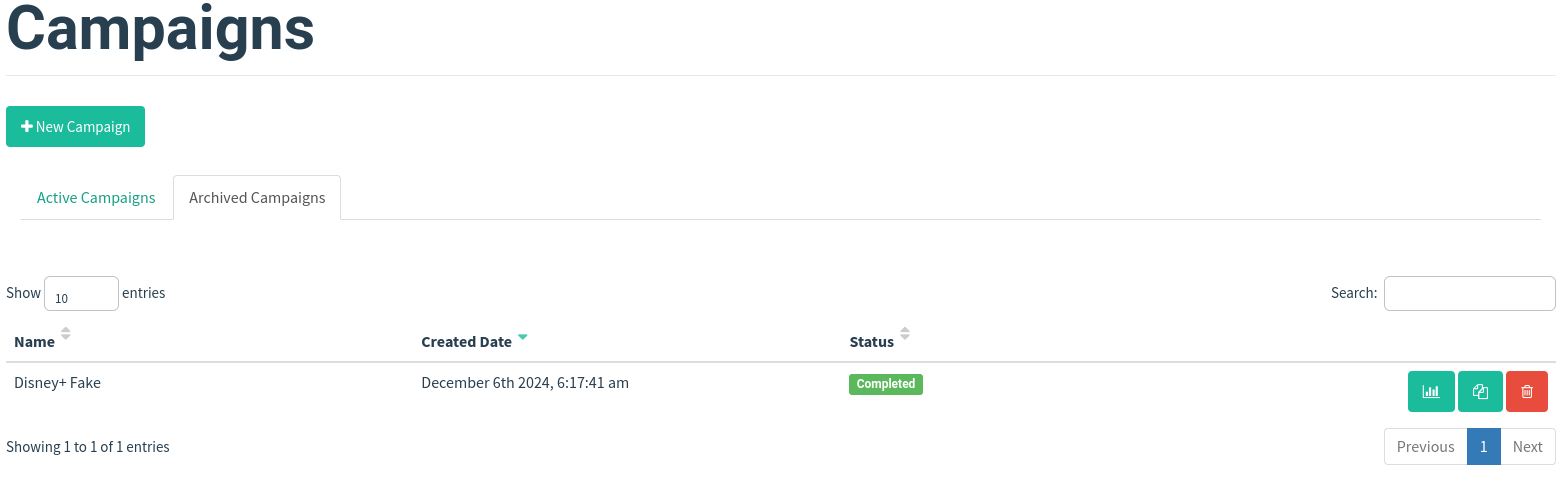 Campaigns
New Campaign
Active Campaigns Archived Campaigns
Show 10 entries Search:
Name Created Date Status
Disney+ Fake December 6th 2024, 6:17:41 am Completed
Showing 1 to 1 of 1 entries Previous 1 Next